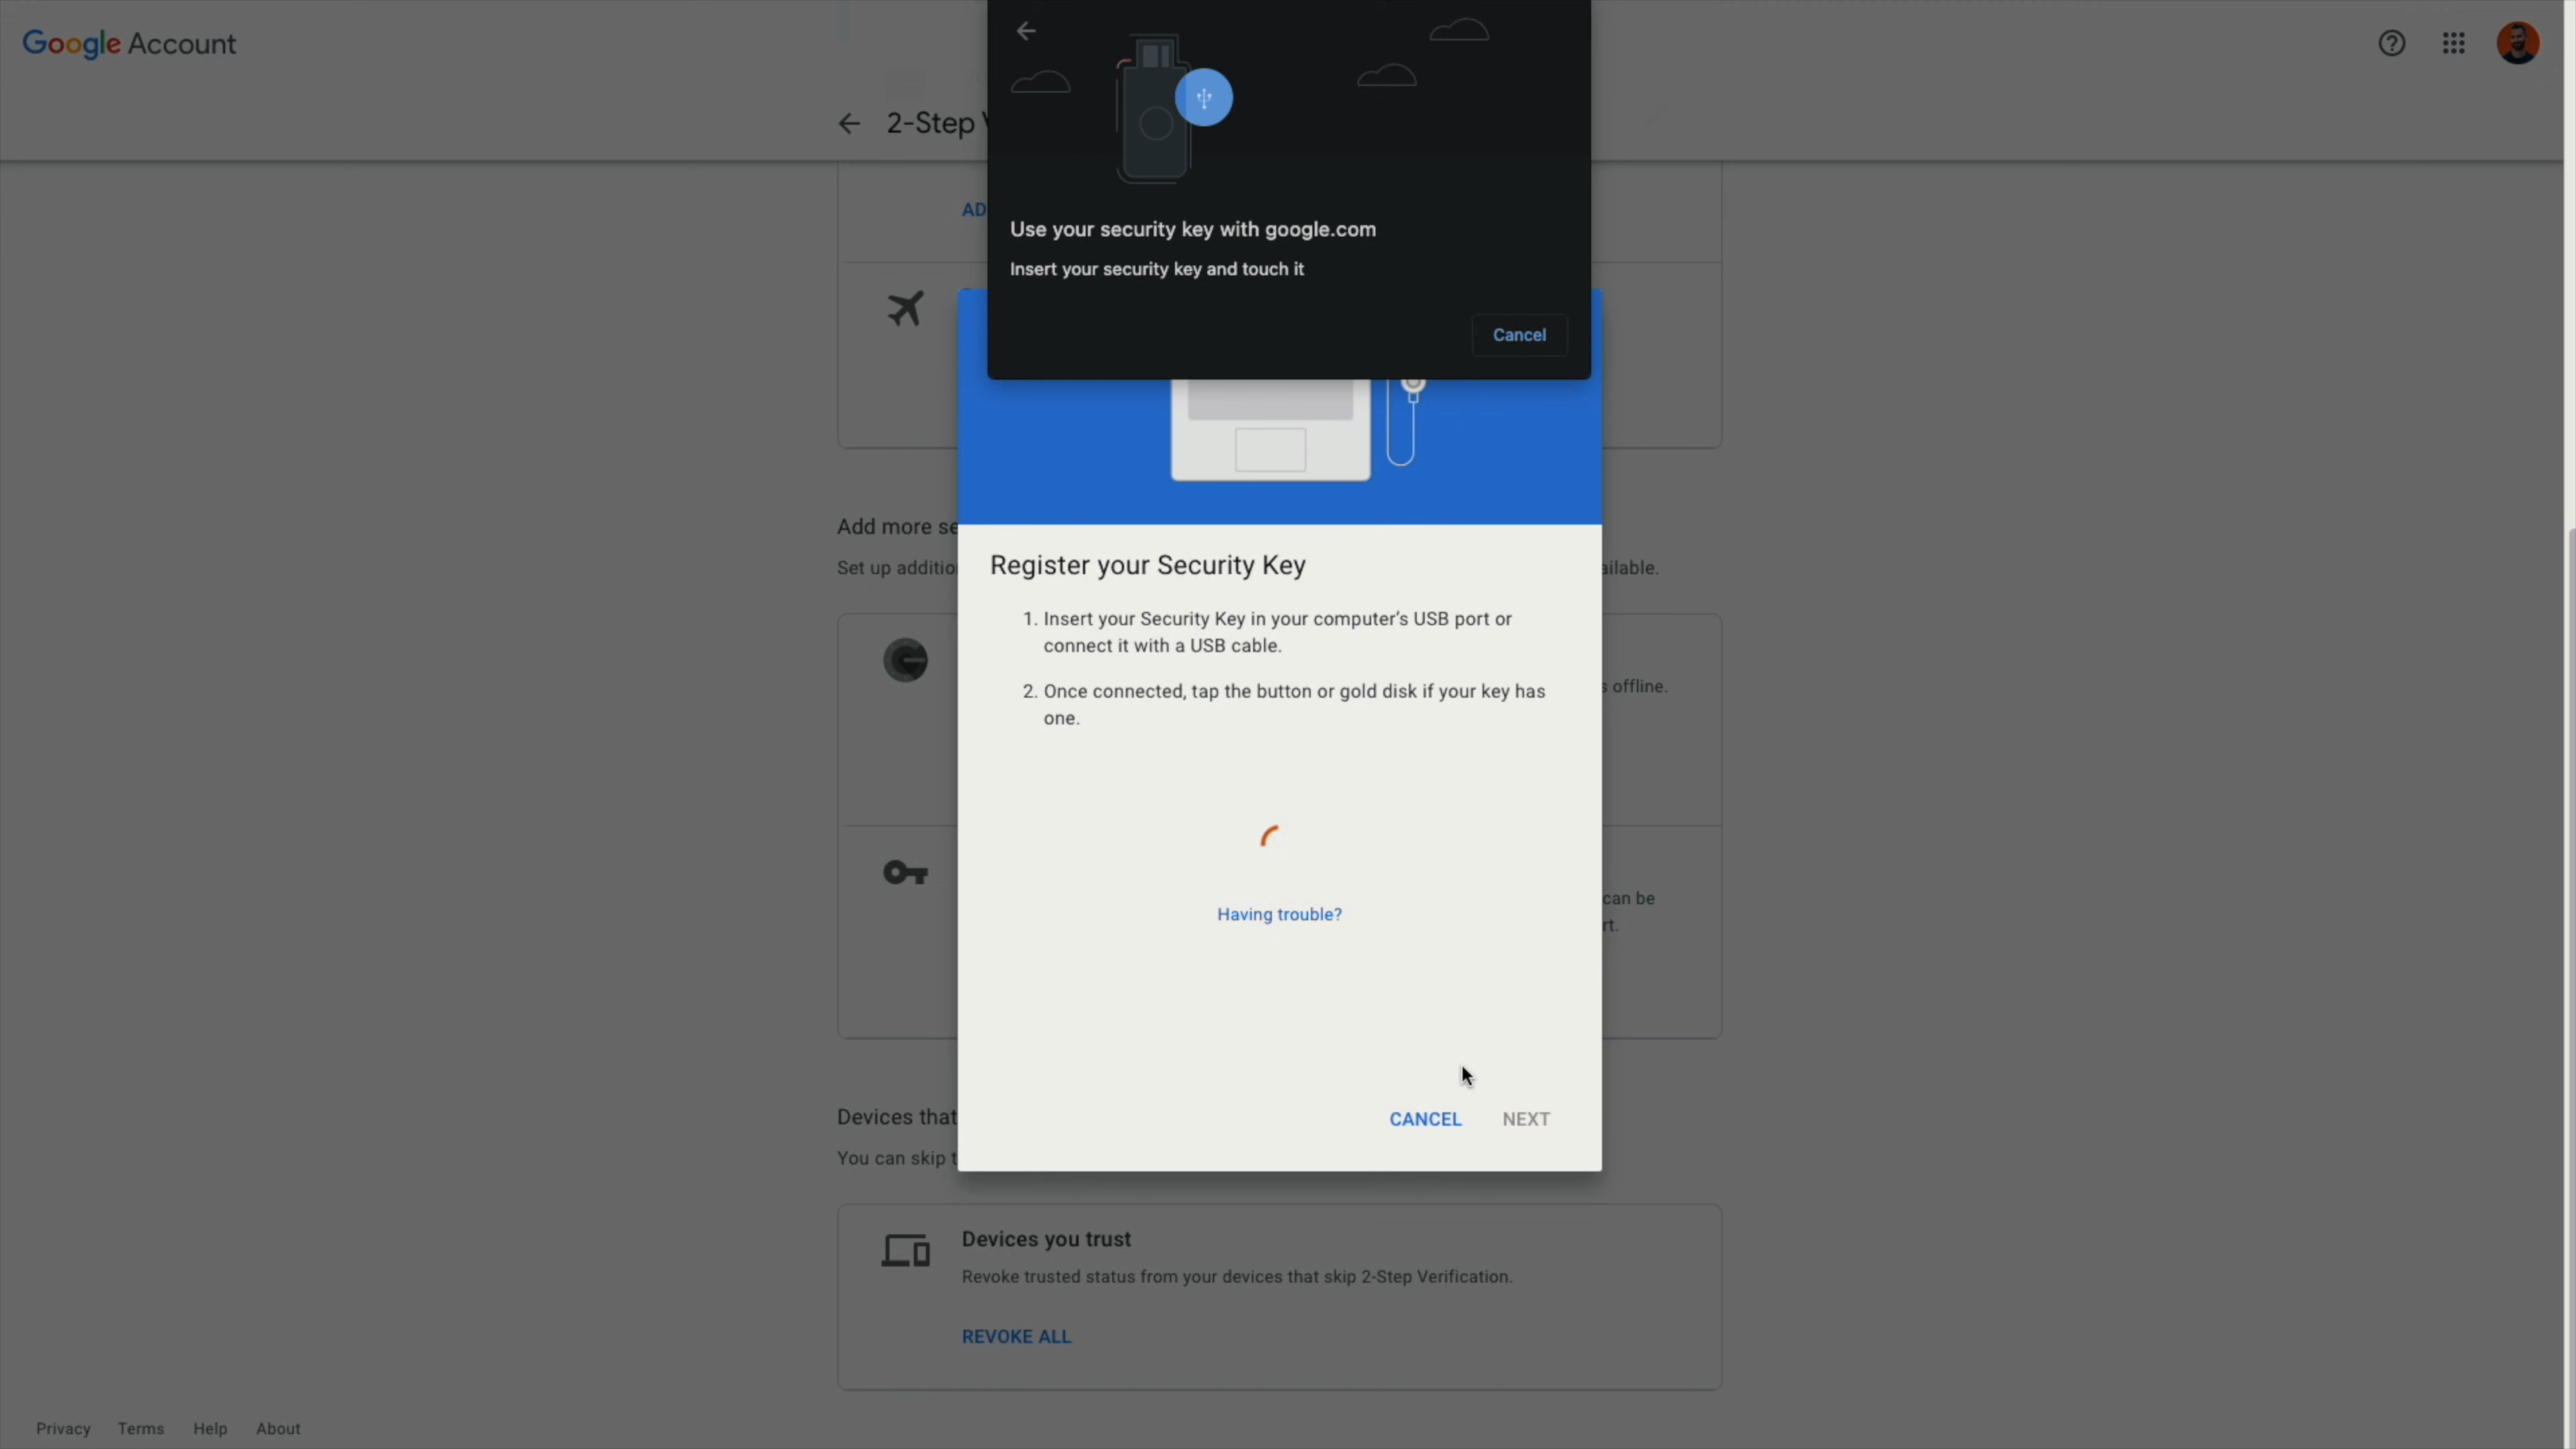 Google Account
2-Step
Use your security key with google.com
Insert your security key and touch it
Cancel
Add more se
Set up additio
ailable.
Register your Security Key
1. Insert your Security Key in your computer's USB port or
connect it with a USB cable.
2. Once connected, tap the button or gold disk if your key has
one.
s offline.
can be
rt.
Having trouble?
CANCEL NEXT
Devices that
You can skip t
Devices you trust
Revoke trusted status from your devices that skip 2-Step Verification.
REVOKE ALL
Privacy Terms Help About